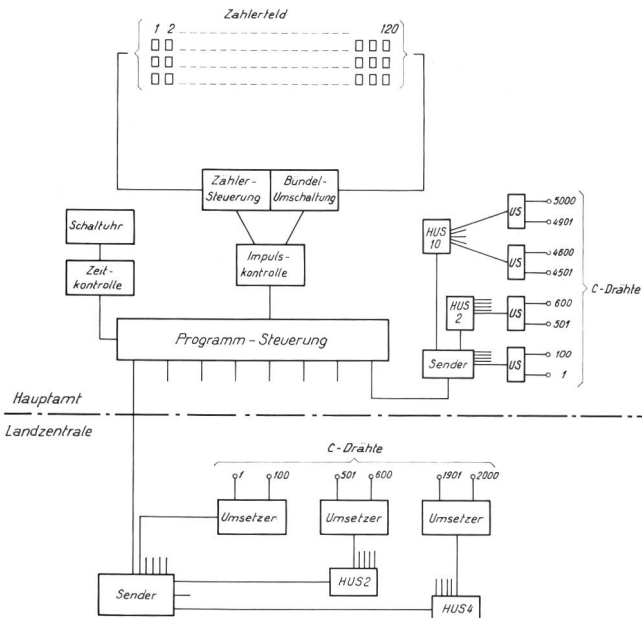 Zählerfeld
1 2 120
Zähler-
Steuerung
Bündel-
Umschaltung
Schaltuhr
Zeit-
kontrolle
Impuls-
kontrolle
Programm-Steuerung
HUS
10
US
5000
4901
US
4600
4501
C-Drähte
HUS
2
US
600
501
Sender
US
100
1
Hauptamt
Landzentrale
C-Drähte
1 100 501 600 1901 2000
Umsetzer Umsetzer Umsetzer
Sender
HUS2
HUS4